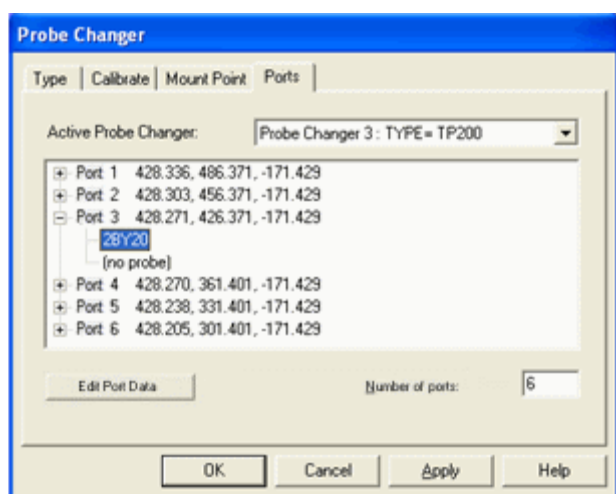 Probe Changer
Type Calibrate Mount Point Ports
Active Probe Changer: Probe Changer 3 : TYPE= TP200
Port 1 428.336, 486.371, -171.429
Port 2 428.303, 456.371, -171.429
Port 3 428.271, 426.371, -171.429
2BY20
(no probe)
Port 4 428.270, 361.401, -171.429
Port 5 428.238, 331.401, -171.429
Port 6 428.205, 301.401, -171.429
Edit Port Data Number of ports: 6
OK Cancel Apply Help